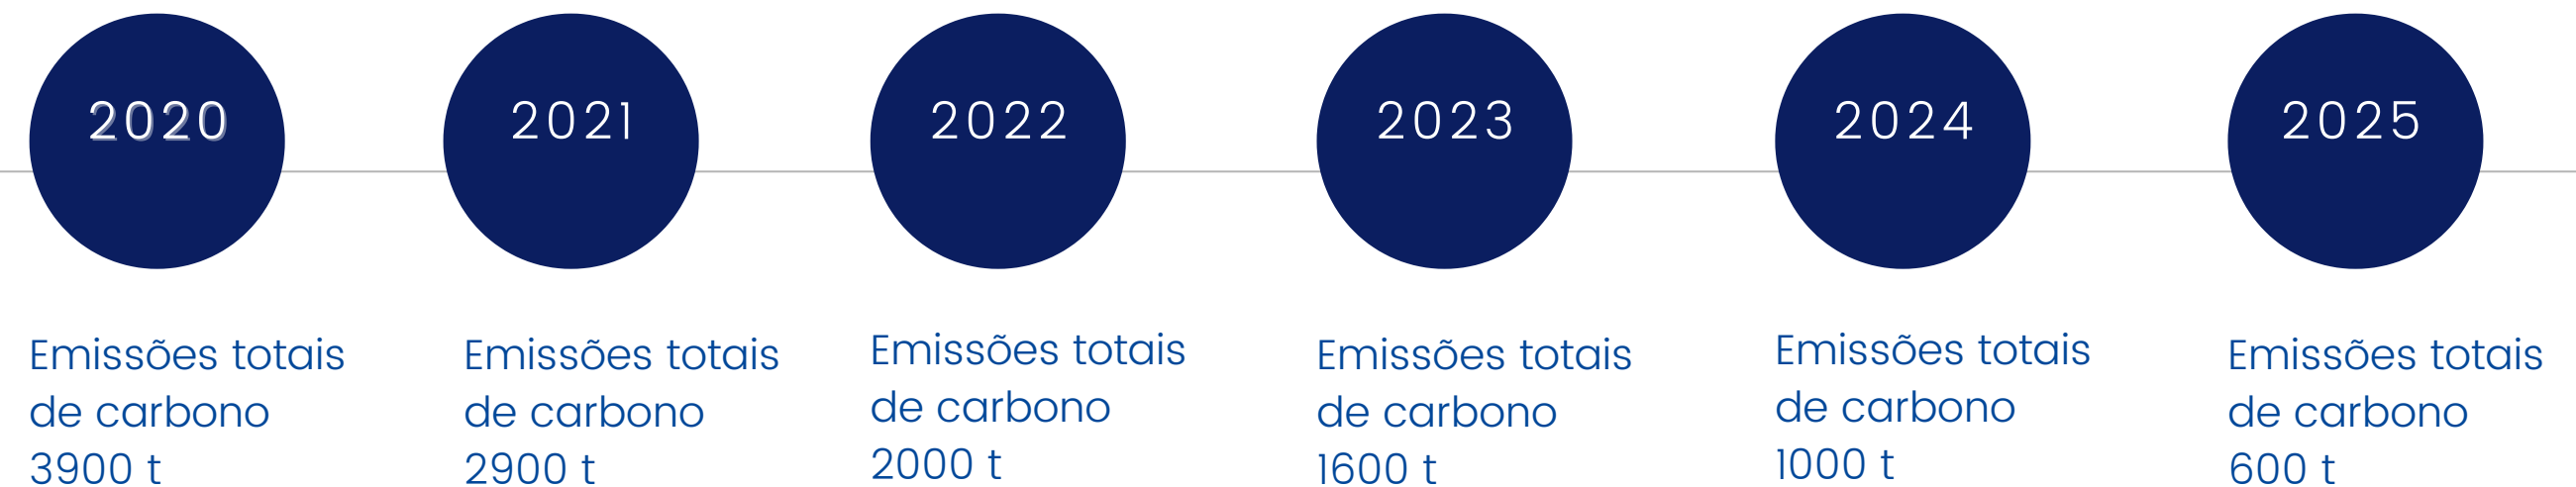 2020
2021
2022
2023
2024
2025
Emissões totais
de carbono
3900 t
Emissões totais
de carbono
2900 t
Emissões totais
de carbono
2000 t
Emissões totais
de carbono
1600 t
Emissões totais
de carbono
1000 t
Emissões totais
de carbono
600 t